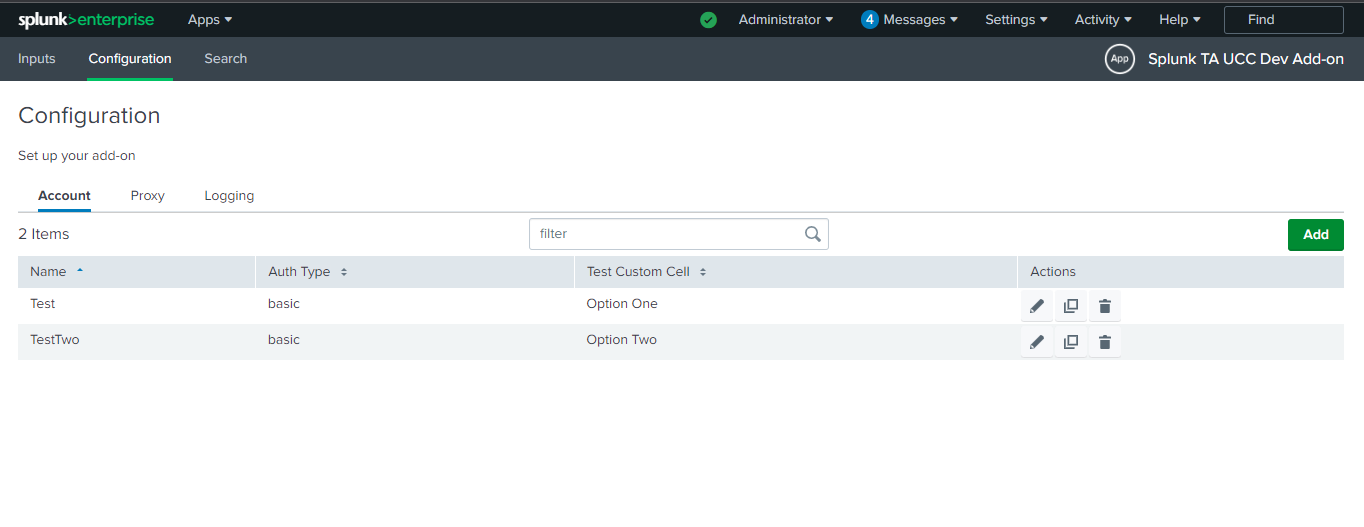 splunk>enterprise Apps Administrator 4 Messages Settings Activity Help Find
Inputs Configuration Search App Splunk TA UCC Dev Add-on
Configuration
Set up your add-on
Account Proxy Logging
2 Items filter Add
Name Auth Type Test Custom Cell Actions
Test basic Option One
TestTwo basic Option Two